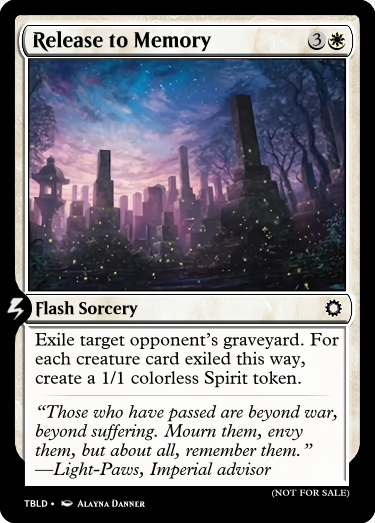 Release to Memory 3
Flash Sorcery
Exile target opponent's graveyard. For
each creature card exiled this way,
create a 1/1 colorless Spirit token.
"Those who have passed are beyond war,
beyond suffering. Mourn them, envy
them, but about all, remember them."
—Light-Paws, Imperial advisor
(NOT FOR SALE)
TBLD • Alayna Danner